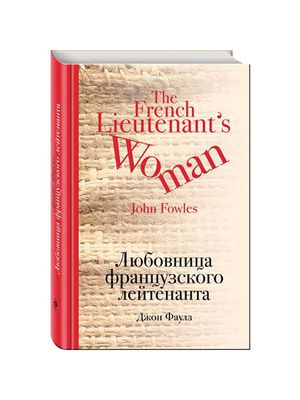 The
French
Lieutenant's
Woman
John Fowles
Любовница
французского
лейтенанта
Джон Фаулз
Любовница французского лейтенанта